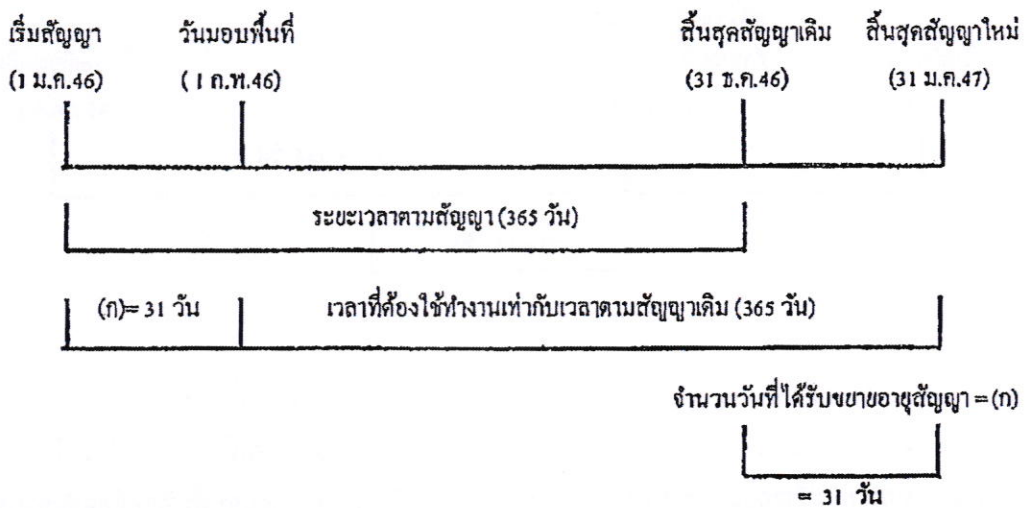 เริ่มสัญญา วันมอบพื้นที่ สิ้นสุดสัญญาเดิม สิ้นสุดสัญญาใหม่
(1 ม.ค.46) ( 1 ก.พ.46) (31 ธ.ค.46) (31 ม.ค.47)
ระยะเวลาตามสัญญา (365 วัน)
(ก)= 31 วัน เวลาที่ต้องใช้ทำงานเท่ากับเวลาตามสัญญาเดิม (365 วัน)
จำนวนวันที่ได้รับขยายอายุสัญญา = (ก)
= 31 วัน